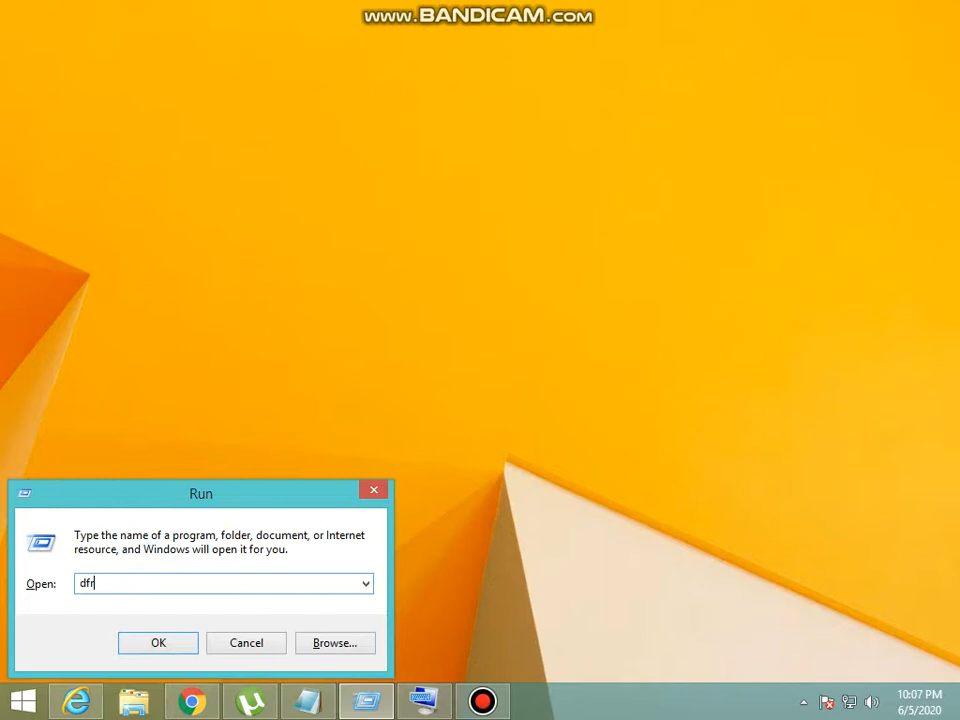 www.BANDICAM.com
Run
Type the name of a program, folder, document, or Internet
resource, and Windows will open it for you.
Open:
dfr
OK
Cancel
Browse...
10:07 PM
6/5/2020